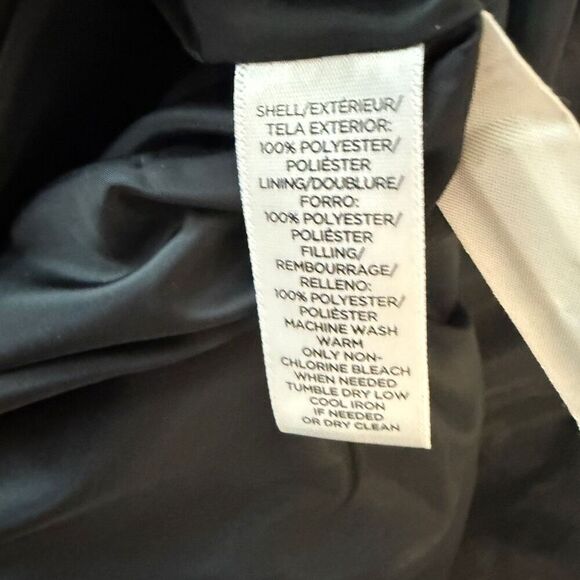 SHELL/EXTÉRIEUR/
TELA EXTERIOR:
100% POLYESTER/
POLIÉSTER
LINING/DOUBLURE/
FORRO:
100% POLYESTER/
POLIÉSTER
FILLING/
REMBOURRAGE/
RELLENO:
100% POLYESTER/
POLIÉSTER
MACHINE WASH
WARM
ONLY NON-
CHLORINE BLEACH
WHEN NEEDED
TUMBLE DRY LOW
COOL IRON
IF NEEDED
OR DRY CLEAN